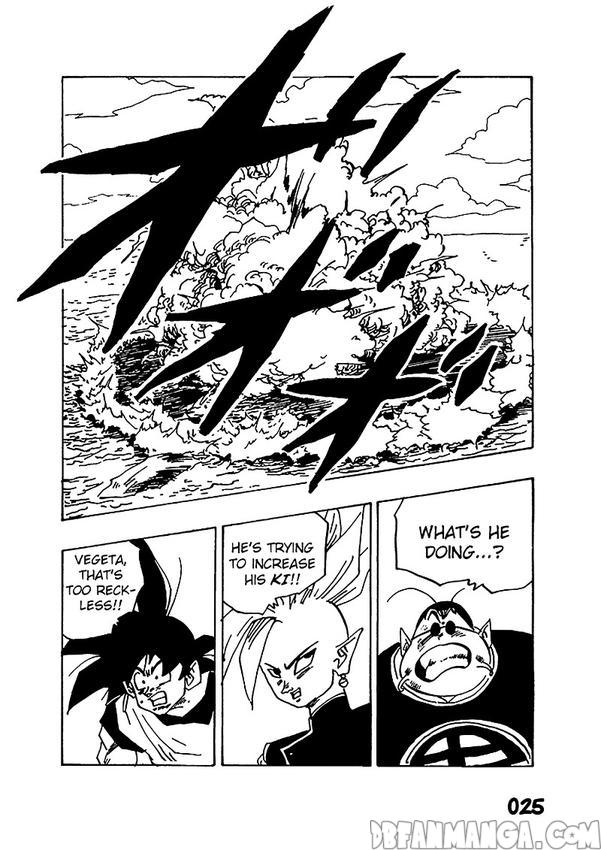 WHAT'S HE
DOING...?
HE'S TRYING
TO INCREASE
HIS KI!!
VEGETA,
THAT'S
TOO RECK-
LESS!!
025
DBFANMANGA.COM